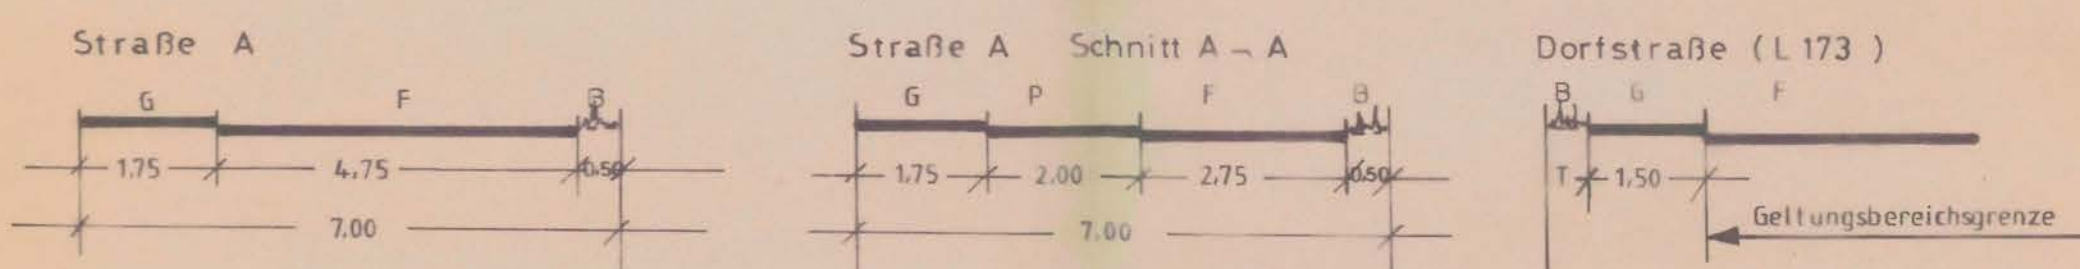 Straße A
G F B
1.75 4.75 0.50
7.00
Straße A Schnitt A - A
G P F B
1.75 2.00 2.75 0.50
7.00
Dorfstraße ( L 173 )
B G F
T 1.50
Geltungsbereichsgrenze